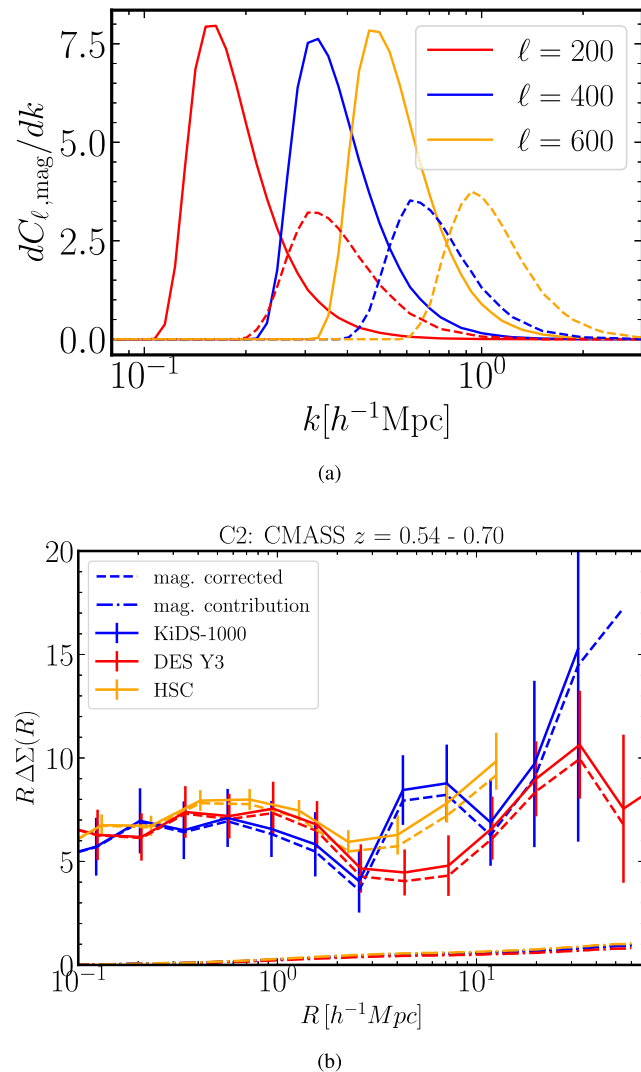 7.5
5.0
2.5
0.0
dC_{ℓ,mag}/dk
ℓ = 200
ℓ = 400
ℓ = 600
10^{−1} 10^{0}
k[h^{−1}Mpc]
(a)
C2: CMASS z = 0.54 - 0.70
20
15
10
5
0
R ΔΣ(R)
mag. corrected
mag. contribution
KiDS-1000
DES Y3
HSC
10^{−1} 10^{0} 10^{1}
R [h^{−1}Mpc]
(b)